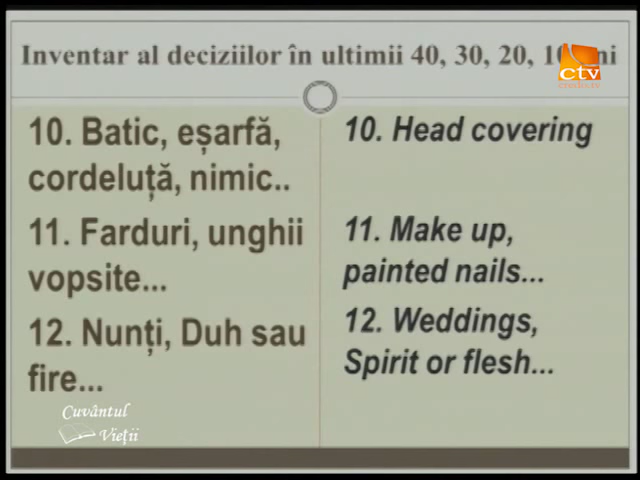 Inventar al deciziilor în ultimii 40, 30, 20, 10 ani
ctv
10. Batic, eșarfă,
cordeluță, nimic..
11. Farduri, unghii
vopsite...
12. Nunți, Duh sau
fire...
10. Head covering
11. Make up,
painted nails...
12. Weddings,
Spirit or flesh...
Cuvântul
Vieții